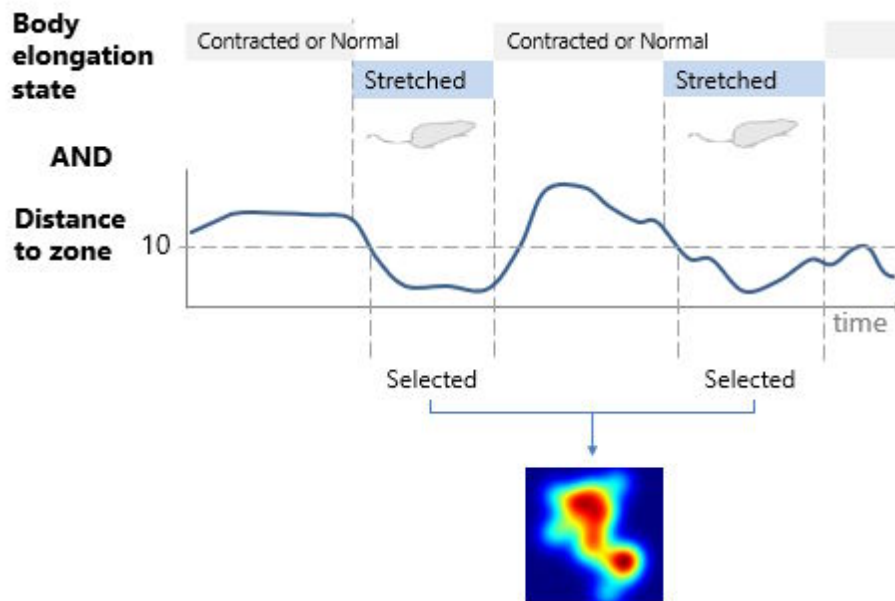 Body
elongation
state
Contracted or Normal
Contracted or Normal
Stretched
Stretched
AND
Distance
to zone
10
time
Selected
Selected